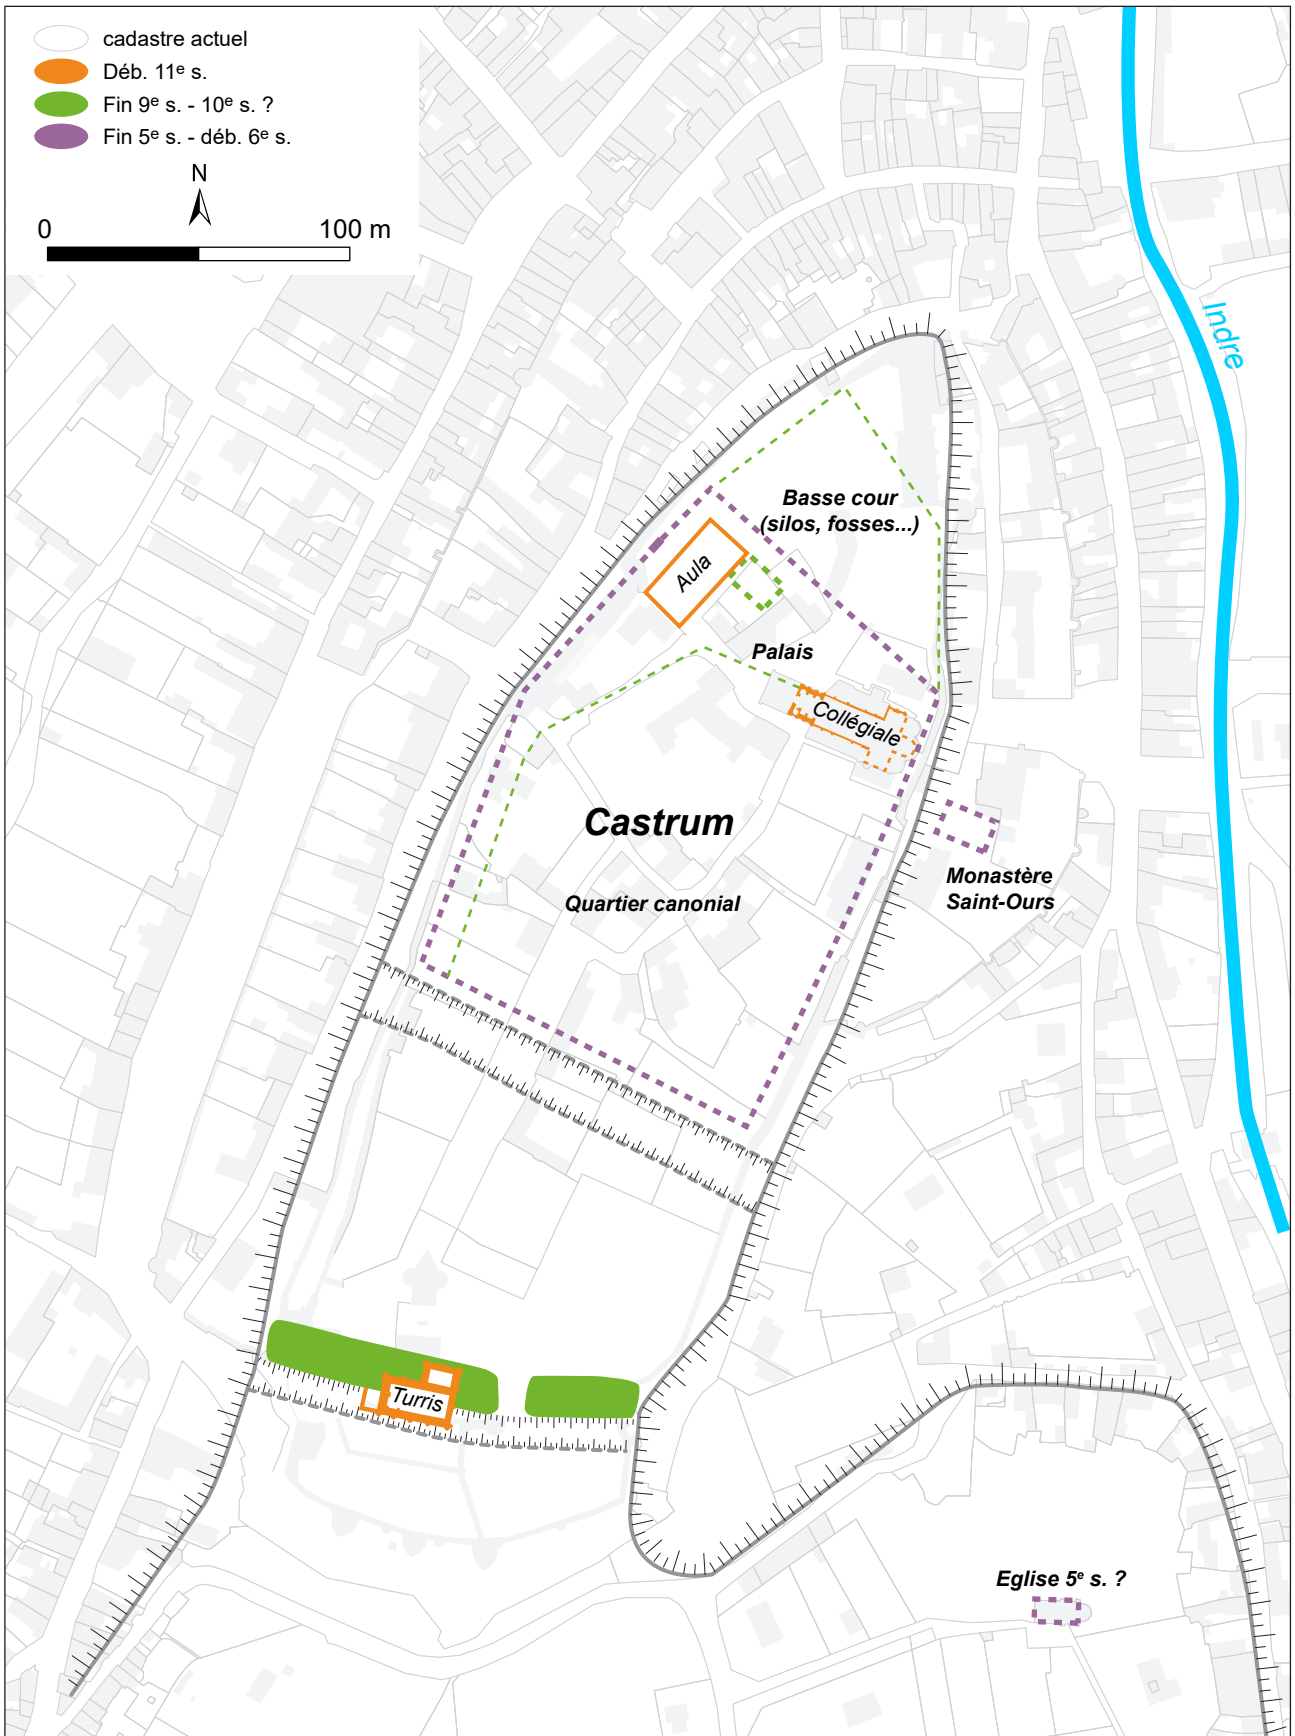 cadastre actuel
Déb. 11e s.
Fin 9e s. - 10e s. ?
Fin 5e s. - déb. 6e s.
N
0 100 m
Indre
Basse cour
(silos, fosses...)
Aula
Palais
Collégiale
Castrum
Monastère
Saint-Ours
Quartier canonial
Turris
Eglise 5e s. ?